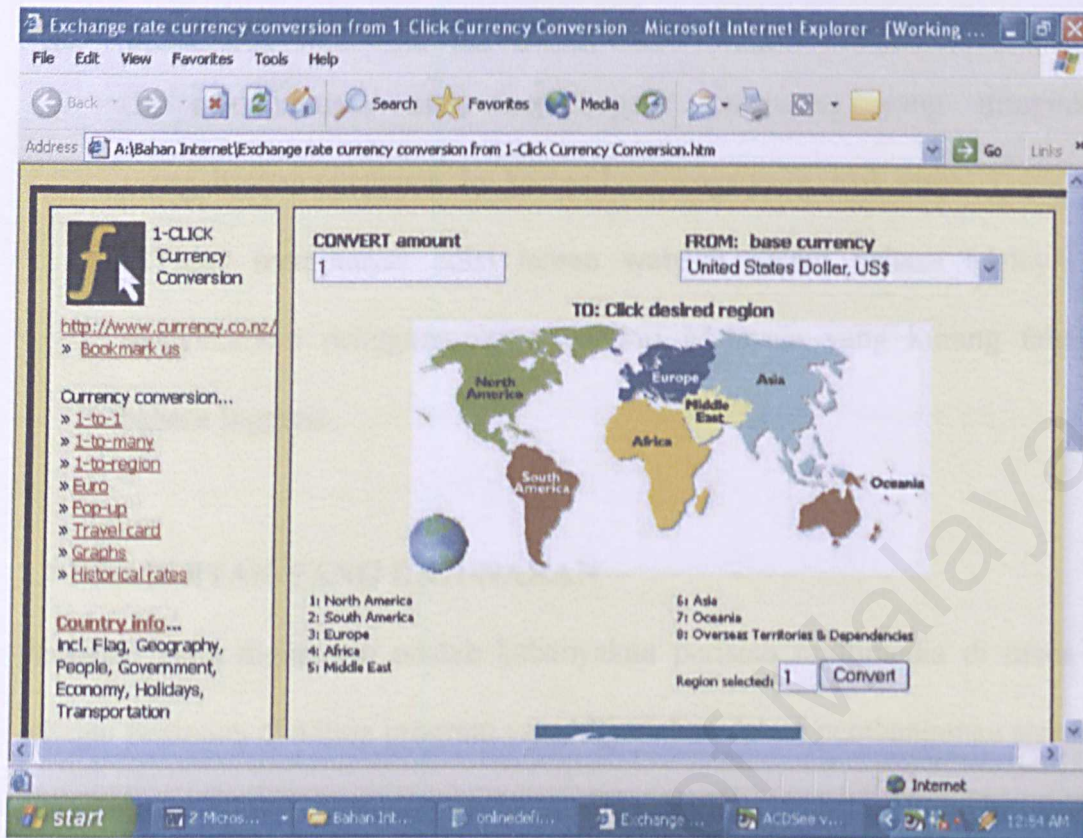 Exchange rate currency conversion from 1-Click Currency Conversion - Microsoft Internet Explorer - [Working ...
File Edit View Favorites Tools Help
Back Search Favorites Media
Address A:\Bahan Internet\Exchange rate currency conversion from 1-Click Currency Conversion.htm Go Links »
1-CLICK
Currency
Conversion
http://www.currency.co.nz/
» Bookmark us
Currency conversion...
» 1-to-1
» 1-to-many
» 1-to-region
» Euro
» Pop-up
» Travel card
» Graphs
» Historical rates
Country info...
Incl. Flag, Geography,
People, Government,
Economy, Holidays,
Transportation
CONVERT amount
1
FROM: base currency
United States Dollar, US$
TO: Click desired region
North
America
Europe
Asia
Middle
East
Africa
South
America
Oceania
1: North America
2: South America
3: Europe
4: Africa
5: Middle East
6: Asia
7: Oceania
8: Overseas Territories & Dependencies
Region selected: 1 Convert
Internet
start 2 Micros... Bahan Int... onlinedefi... Exchange ... ACDSee v... AM
of Malaya